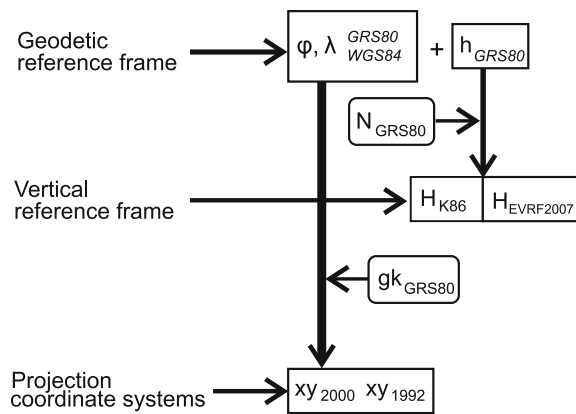 Geodetic
reference frame
φ, λ GRS80
WGS84
+
h GRS80
N GRS80
Vertical
reference frame
H K86
H EVRF2007
gk GRS80
Projection
coordinate systems
xy 2000 xy 1992